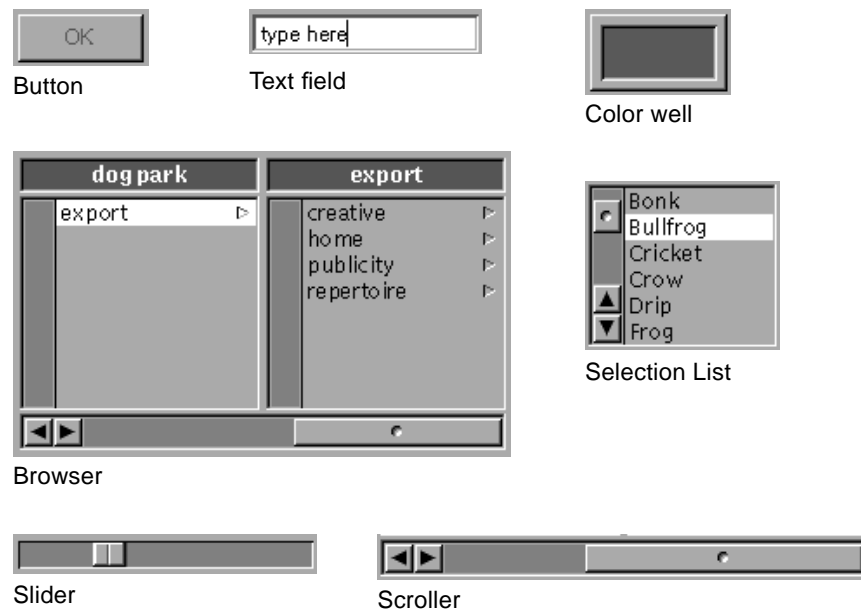 OK
Button
type here
Text field
Color well
dog park
export
export
creative
home
publicity
repertoire
Browser
Bonk
Bullfrog
Cricket
Crow
Drip
Frog
Selection List
Slider
Scroller